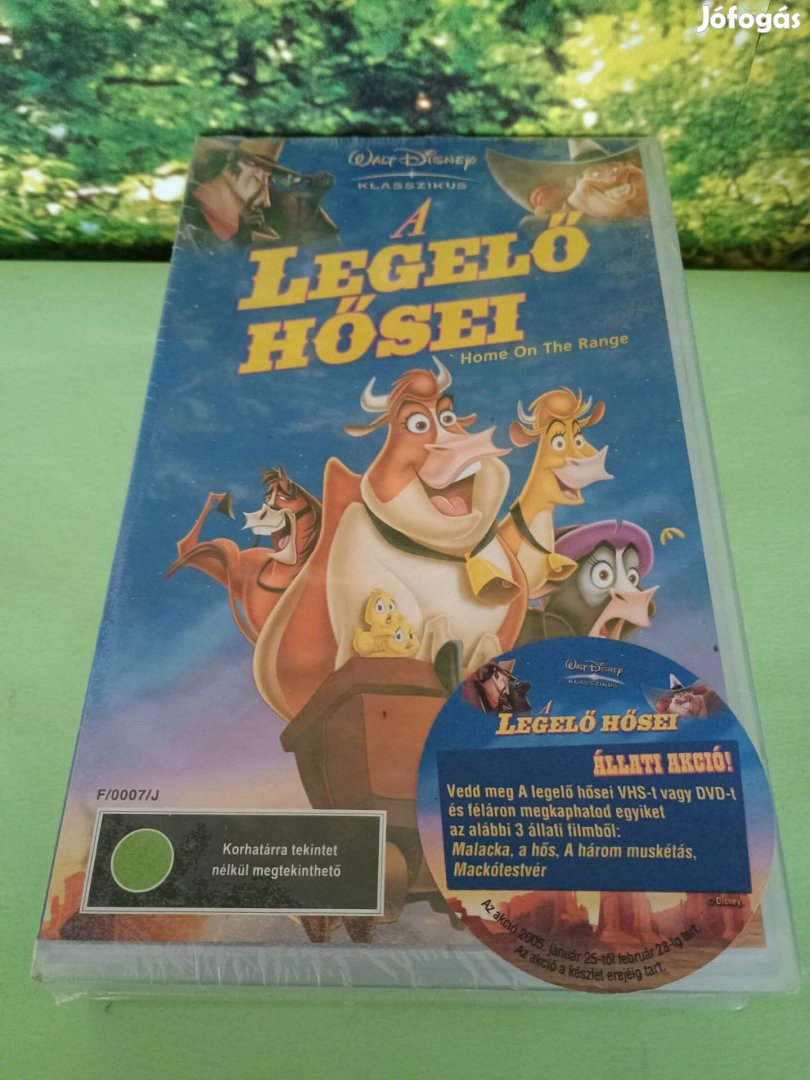 Jófogás
WALT DISNEY
KLASSZIKUS
A
LEGELŐ
HŐSEI
Home On The Range
F/0007/J
Korhatárra tekintet
nélkül megtekinthető
WALT DISNEY
KLASSZIKUS
A
LEGELŐ HŐSEI
ÁLLATI AKCIÓ!
Vedd meg A legelő hősei VHS-t vagy DVD-t
és féláron megkaphatod egyiket
az alábbi 3 állati filmből:
Malacka, a hős, A három muskétás,
Mackótestvér
© Disney
Az akció 2005. január 25-től február 28-ig tart.
Az akció a készlet erejéig tart.